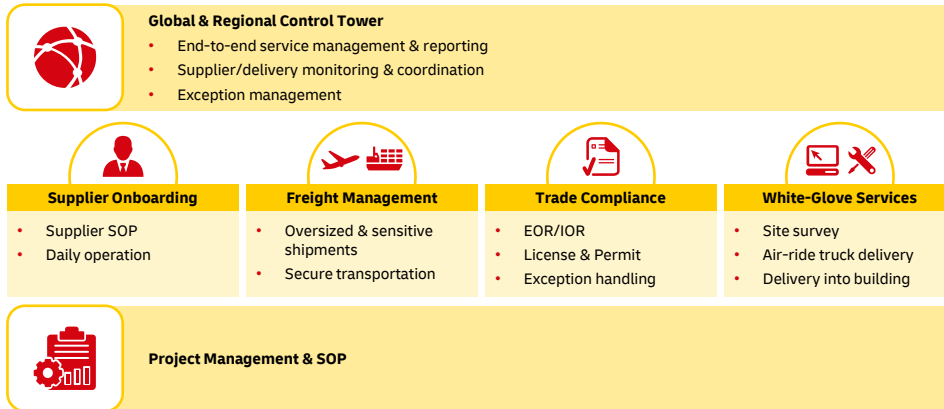 Global & Regional Control Tower
• End-to-end service management & reporting
• Supplier/delivery monitoring & coordination
• Exception management
Supplier Onboarding
• Supplier SOP
• Daily operation
Freight Management
• Oversized & sensitive
shipments
• Secure transportation
Trade Compliance
• EOR/IOR
• License & Permit
• Exception handling
White-Glove Services
• Site survey
• Air-ride truck delivery
• Delivery into building
Project Management & SOP